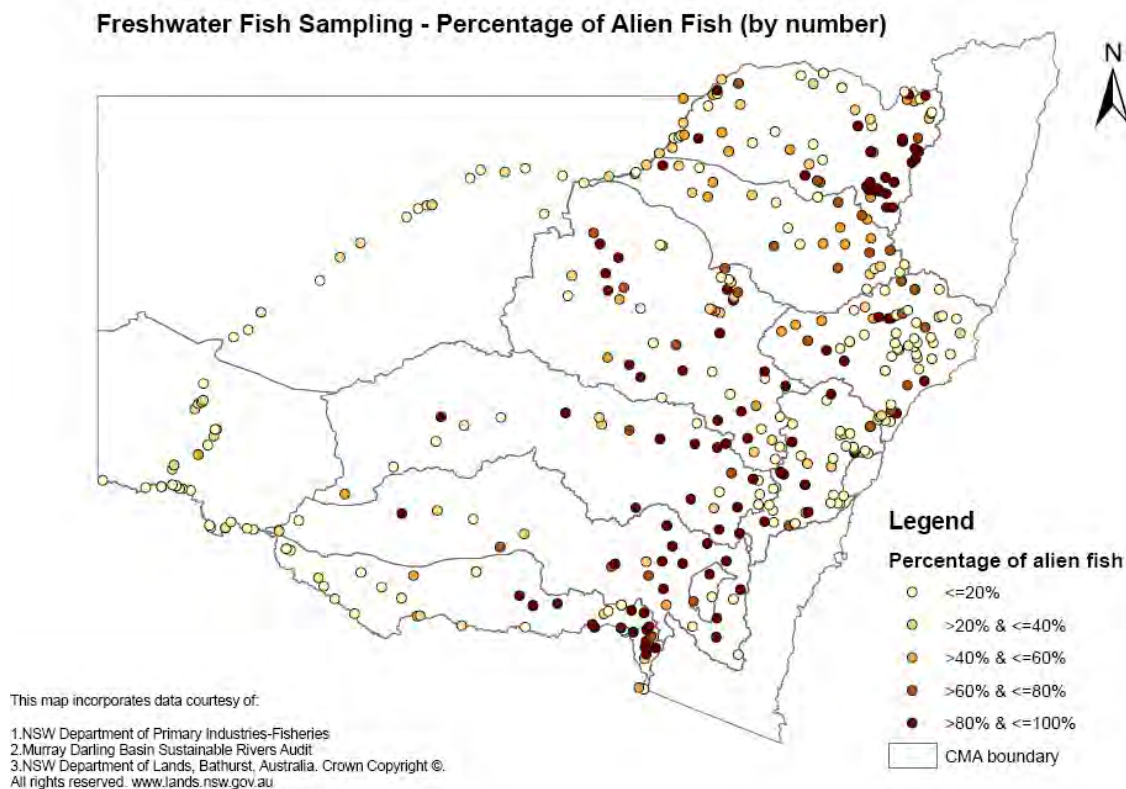 Freshwater Fish Sampling - Percentage of Alien Fish (by number)
N
Legend
Percentage of alien fish
<=20%
>20% & <=40%
>40% & <=60%
>60% & <=80%
>80% & <=100%
CMA boundary
This map incorporates data courtesy of:
1.NSW Department of Primary Industries-Fisheries
2.Murray Darling Basin Sustainable Rivers Audit
3.NSW Department of Lands, Bathurst, Australia. Crown Copyright ©.
All rights reserved. www.lands.nsw.gov.au